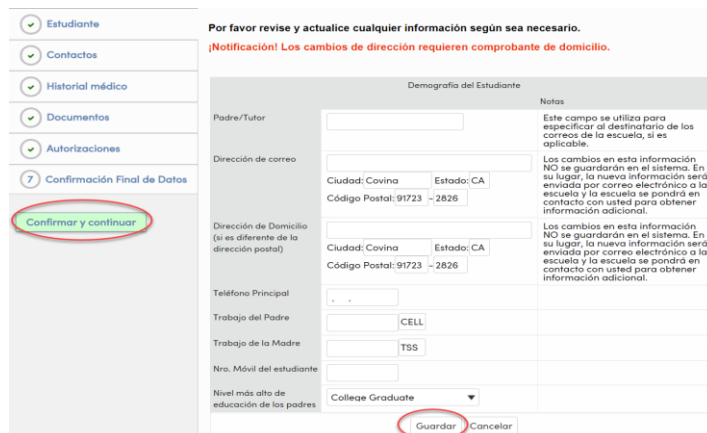 Estudiante
Contactos
Historial médico
Documentos
Autorizaciones
7 Confirmación Final de Datos
Confirmar y continuar
Por favor revise y actualice cualquier información según sea necesario.
¡Notificación! Los cambios de dirección requieren comprobante de domicilio.
Demografía del Estudiante
Notas
Padre/Tutor
Este campo se utiliza para
especificar al destinatario de los
correos de la escuela, si es
aplicable.
Dirección de correo
Ciudad: Covina Estado: CA
Código Postal: 91723 - 2826
Los cambios en esta información
NO se guardarán en el sistema. En
su lugar, la nueva información será
enviada por correo electrónico a la
escuela y la escuela se pondrá en
contacto con usted para obtener
información adicional.
Dirección de Domicilio
(si es diferente de la
dirección postal)
Ciudad: Covina Estado: CA
Código Postal: 91723 - 2826
Los cambios en esta información
NO se guardarán en el sistema. En
su lugar, la nueva información será
enviada por correo electrónico a la
escuela y la escuela se pondrá en
contacto con usted para obtener
información adicional.
Teléfono Principal
Trabajo del Padre CELL
Trabajo de la Madre TSS
Nro. Móvil del estudiante
Nivel más alto de
educación de los padres
College Graduate
Guardar Cancelar